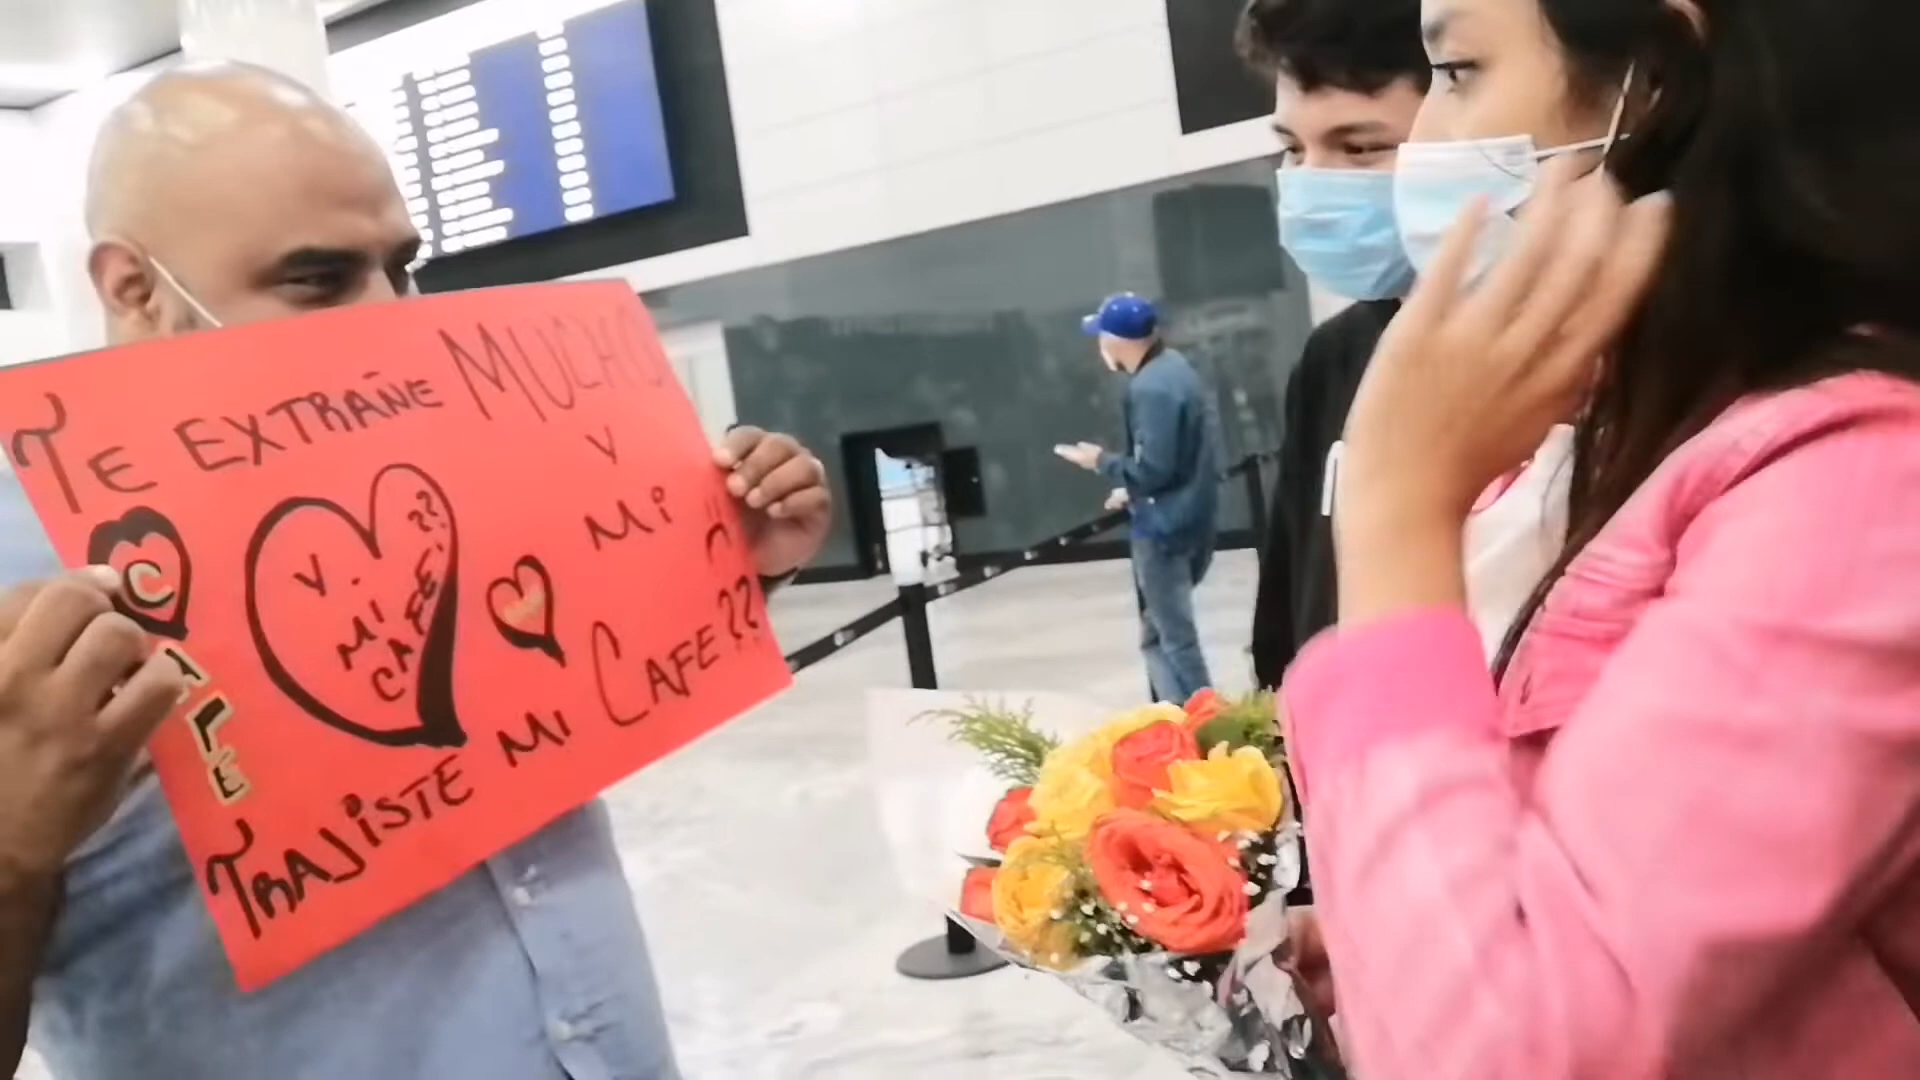 TE EXTRAÑE MUCHO
Y
Mi
CAFE
Y.
MI
CAFE.??
TRAJISTE MI CAFE??